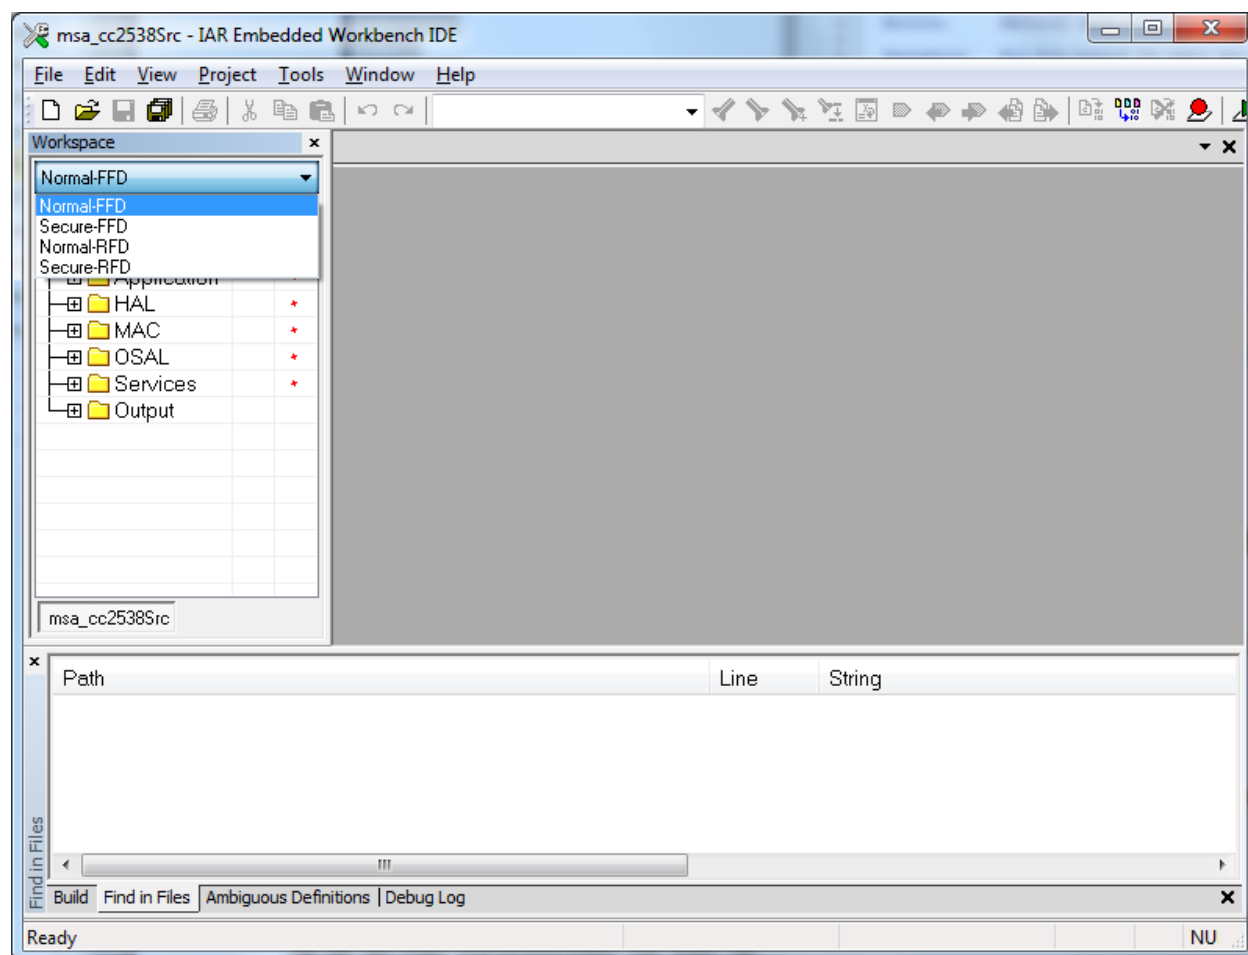 msa_cc2538Src - IAR Embedded Workbench IDE
File Edit View Project Tools Window Help
Workspace
Normal-FFD
Normal-FFD
Secure-FFD
Normal-RFD
Secure-RFD
Application
HAL
MAC
OSAL
Services
Output
msa_cc2538Src
Path Line String
Find in Files
Build Find in Files Ambiguous Definitions Debug Log
Ready NU